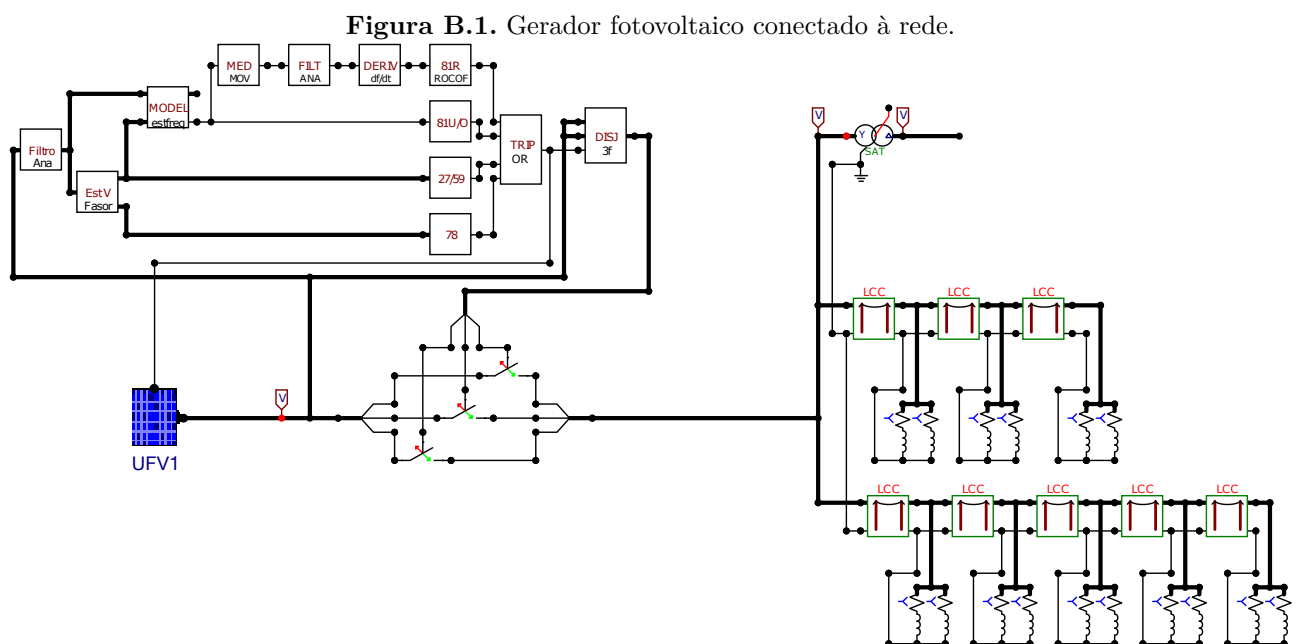 Figura B.1. Gerador fotovoltaico conectado à rede.
MED
MOV
FILT
ANA
DERIV
df/dt
81R
ROCOF
MODEL
estfreq
81U/O
TRIP
OR
DISJ
3f
Filtro
Ana
27/59
Est V
Fasor
78
V
V
Y
Δ
SAT
LCC
LCC
LCC
V
UFV1
LCC
LCC
LCC
LCC
LCC